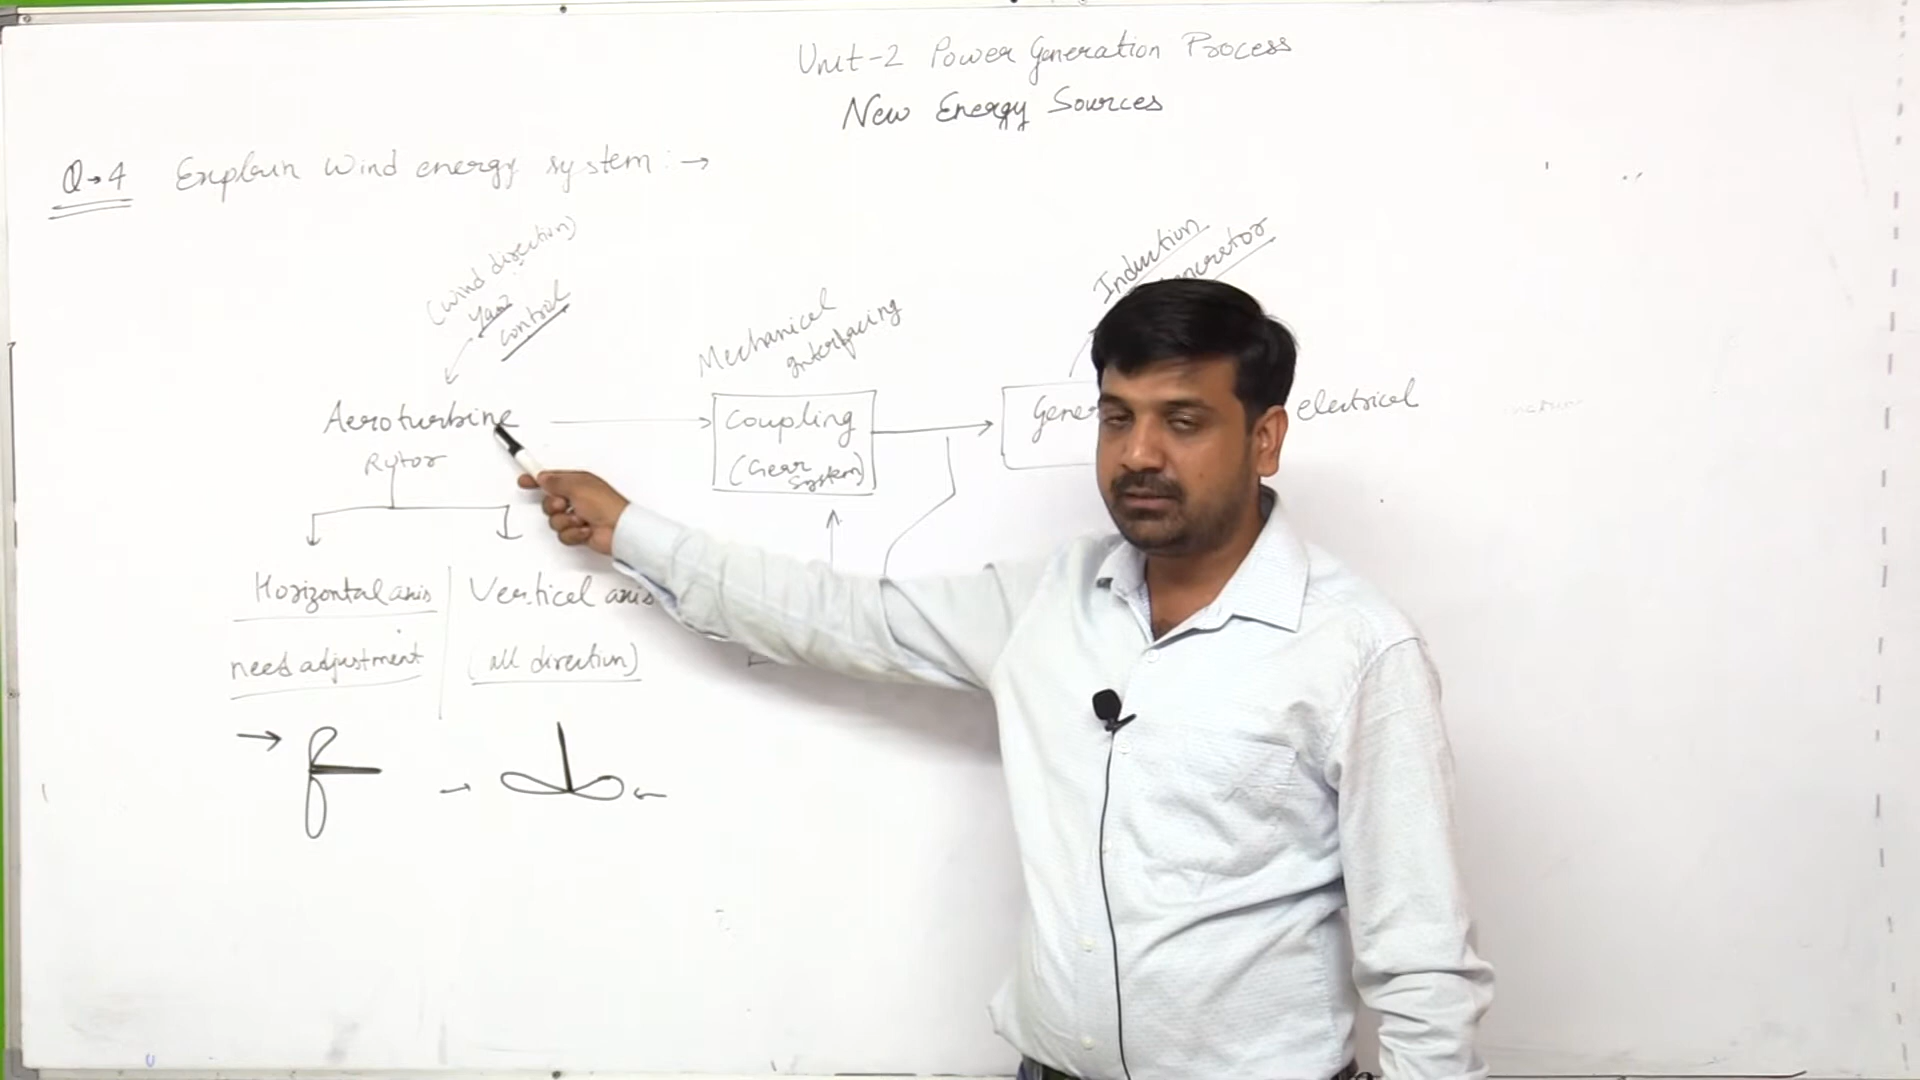 Unit-2 Power Generation Process
New Energy Sources
Q→4 Explain Wind energy system :→
(wind direction)
Yaw
control
Mechanical
Interfacing
Induction
Aeroturbine
Coupling
(Gear
System)
electrical
Horizontal axis
Vertical axis
need adjustment
(all direction)